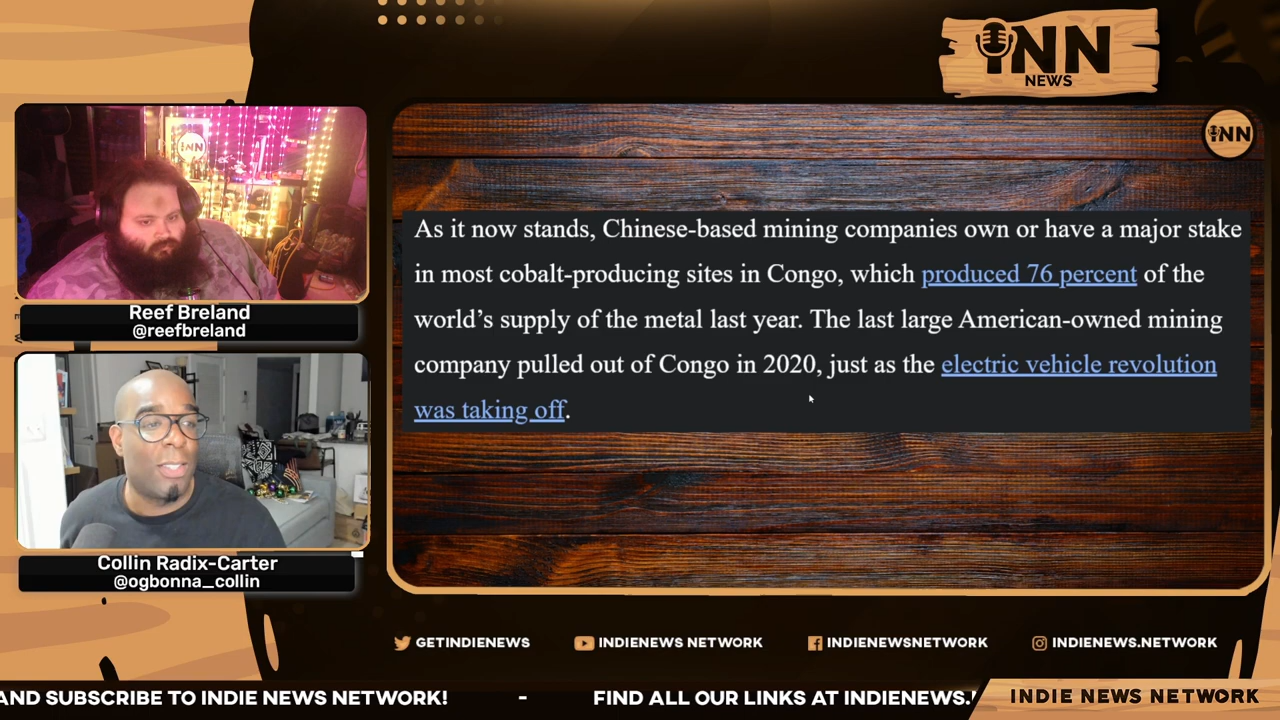 iNN
NEWS
iNN
iNN
Reef Breland
@reefbreland
Collin Radix-Carter
@ogbonna_collin
As it now stands, Chinese-based mining companies own or have a major stake
in most cobalt-producing sites in Congo, which produced 76 percent of the
world’s supply of the metal last year. The last large American-owned mining
company pulled out of Congo in 2020, just as the electric vehicle revolution
was taking off.
GETINDIENEWS
INDIENEWS NETWORK
INDIENEWSNETWORK
INDIENEWS.NETWORK
AND SUBSCRIBE TO INDIE NEWS NETWORK! - FIND ALL OUR LINKS AT INDIENEWS.
INDIE NEWS NETWORK